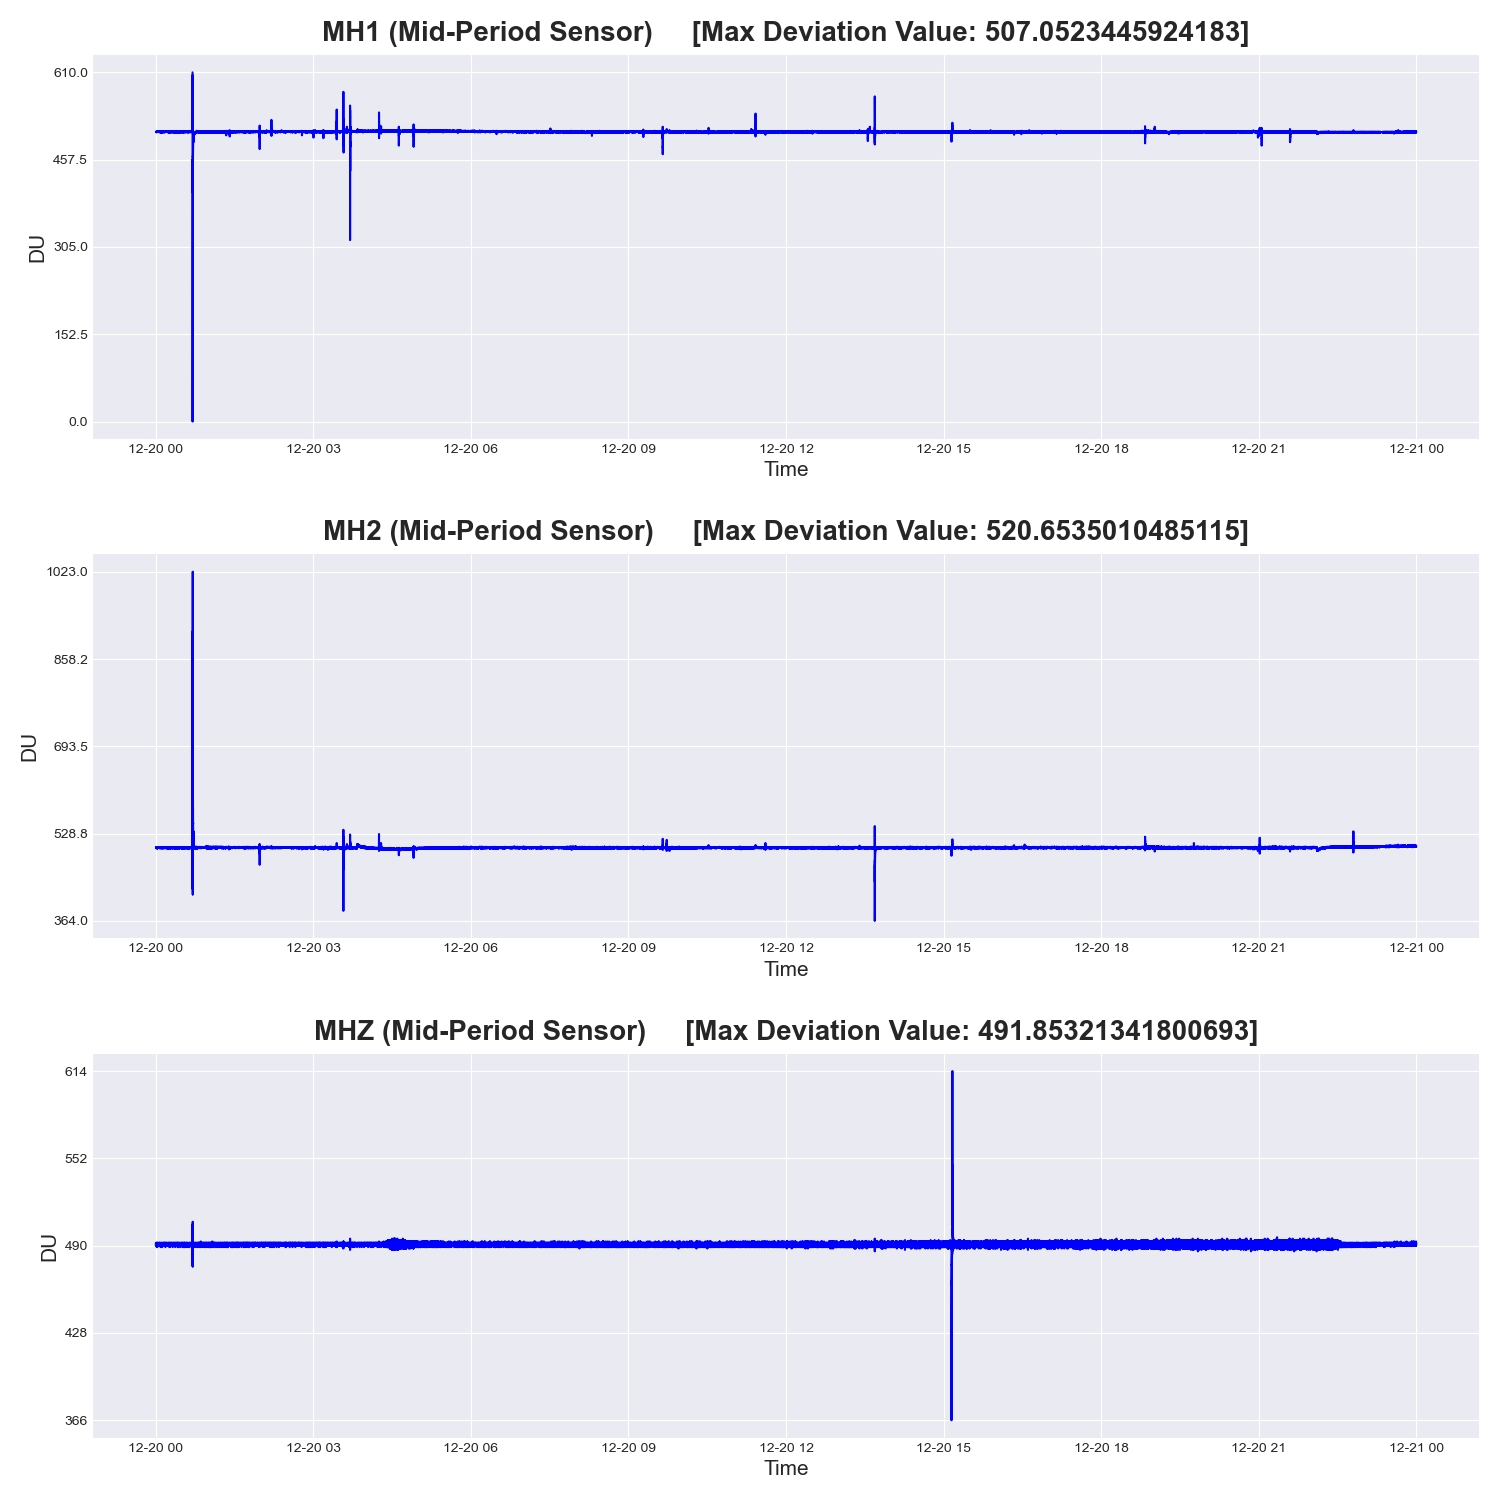 MH1 (Mid-Period Sensor) [Max Deviation Value: 507.0523445924183]
610.0
457.5
305.0
152.5
0.0
DU
12-20 00 12-20 03 12-20 06 12-20 09 12-20 12 12-20 15 12-20 18 12-20 21 12-21 00
Time
MH2 (Mid-Period Sensor) [Max Deviation Value: 520.6535010485115]
1023.0
858.2
693.5
528.8
364.0
DU
12-20 00 12-20 03 12-20 06 12-20 09 12-20 12 12-20 15 12-20 18 12-20 21 12-21 00
Time
MHZ (Mid-Period Sensor) [Max Deviation Value: 491.85321341800693]
614
552
490
428
366
DU
12-20 00 12-20 03 12-20 06 12-20 09 12-20 12 12-20 15 12-20 18 12-20 21 12-21 00
Time